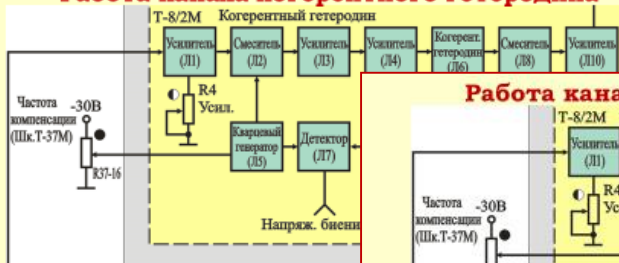 Работа канала когерентного гетеродина
Т-8/2М Когерентный гетеродин
Усилитель (Л1)
Смеситель (Л2)
Усилитель (Л3)
Усилитель (Л4)
Когерент. гетеродин (Л6)
Смеситель (Л8)
Усилитель (Л10)
R4
Усил.
Частота компенсации (Шк.Т-37М)
-30В
R37-16
Кварцевый генератор (Л5)
Детектор (Л7)
Напряж. биени
Работа кана
Т-8/2М
Усилитель (Л1)
R4
Ус
Частота компенсации (Шк.Т-37М)
-30В